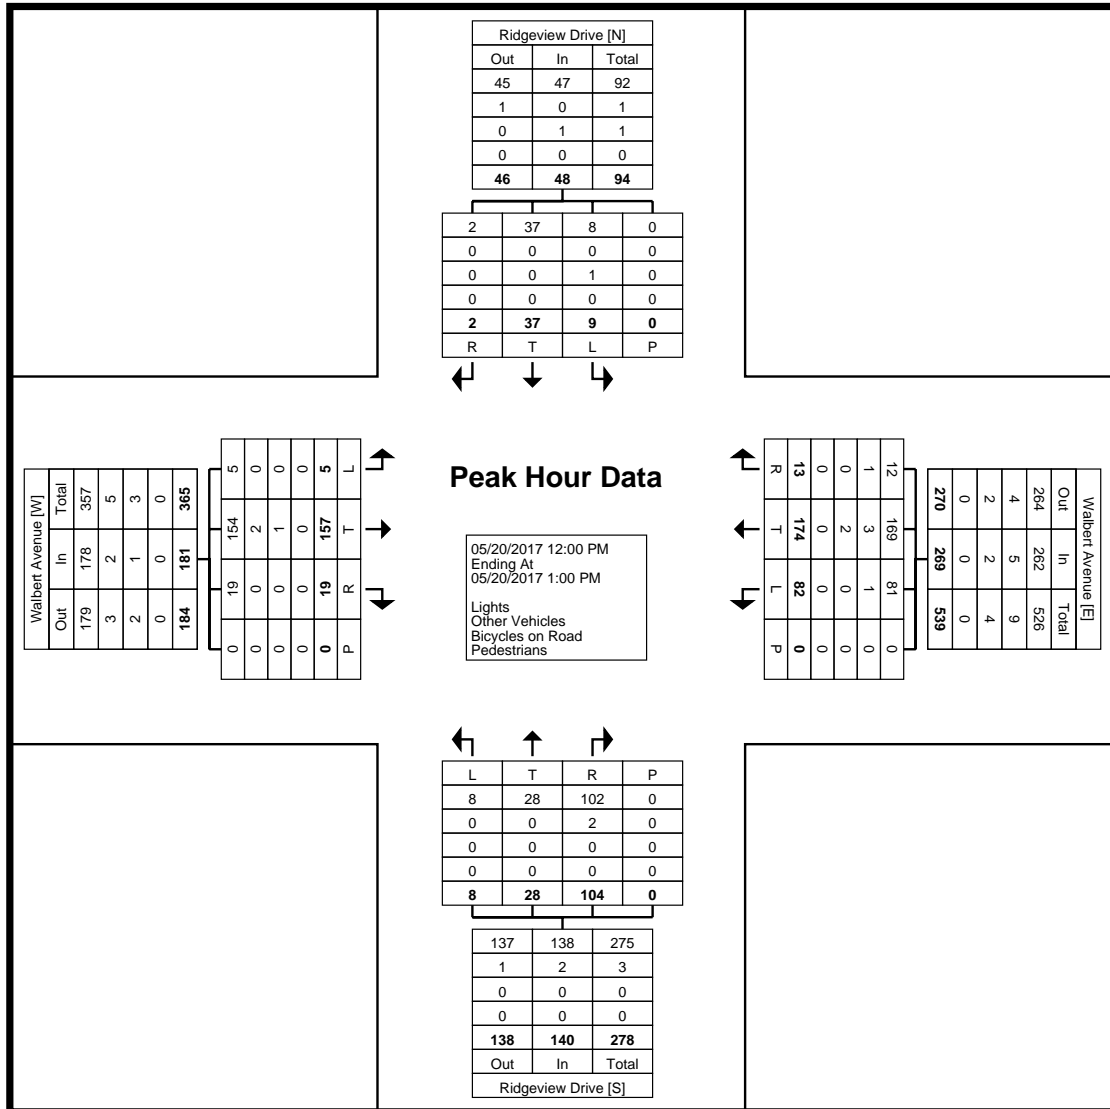 Ridgeview Drive [N]
Out In Total
45 47 92
1 0 1
0 1 1
0 0 0
46 48 94
2 37 8 0
0 0 0 0
0 0 1 0
0 0 0 0
2 37 9 0
R T L P
Walbert Avenue [W]
Total In Out
357 178 179
5 2 3
3 1 2
0 0 0
365 181 184
5 154 19 0
0 2 0 0
0 1 0 0
0 0 0 0
5 157 19 0
L T R P
Peak Hour Data
05/20/2017 12:00 PM
Ending At
05/20/2017 1:00 PM
Lights
Other Vehicles
Bicycles on Road
Pedestrians
Walbert Avenue [E]
Out In Total
264 262 526
4 5 9
2 2 4
0 0 0
270 269 539
12 169 81 0
1 3 1 0
0 2 0 0
0 0 0 0
13 174 82 0
R T L P
L T R P
8 28 102 0
0 0 2 0
0 0 0 0
0 0 0 0
8 28 104 0
137 138 275
1 2 3
0 0 0
0 0 0
138 140 278
Out In Total
Ridgeview Drive [S]